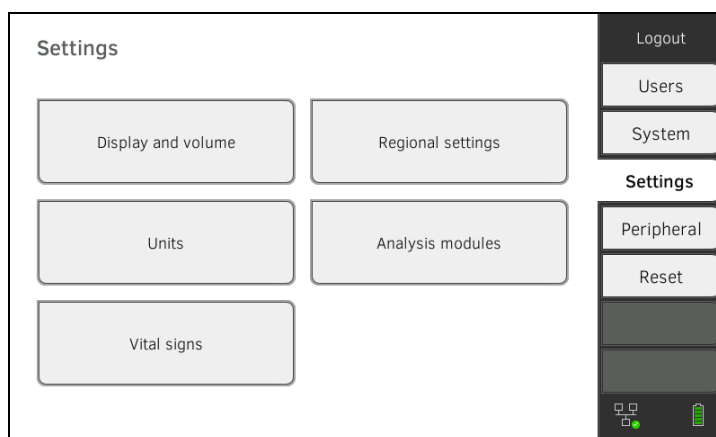 Settings
Display and volume
Regional settings
Units
Analysis modules
Vital signs
Logout
Users
System
Settings
Peripheral
Reset